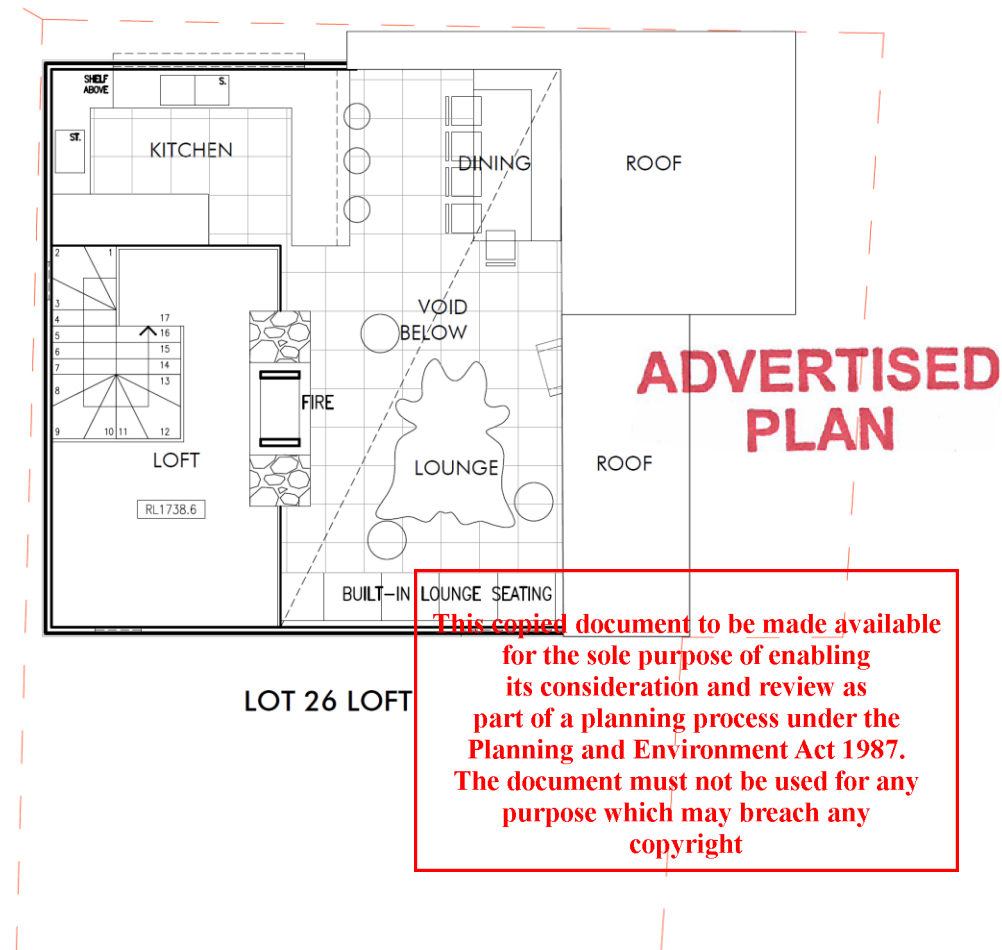 SHELF
ABOVE
S.
ST.
KITCHEN
DINING
ROOF
2
1
3
4
17
5
16
6
15
7
14
8
13
9
10
11
12
VOID
BELOW
FIRE
LOFT
LOUNGE
ROOF
RL1738.6
BUILT-IN LOUNGE SEATING
LOT 26 LOFT
ADVERTISED
PLAN
This copied document to be made available
for the sole purpose of enabling
its consideration and review as
part of a planning process under the
Planning and Environment Act 1987.
The document must not be used for any
purpose which may breach any
copyright